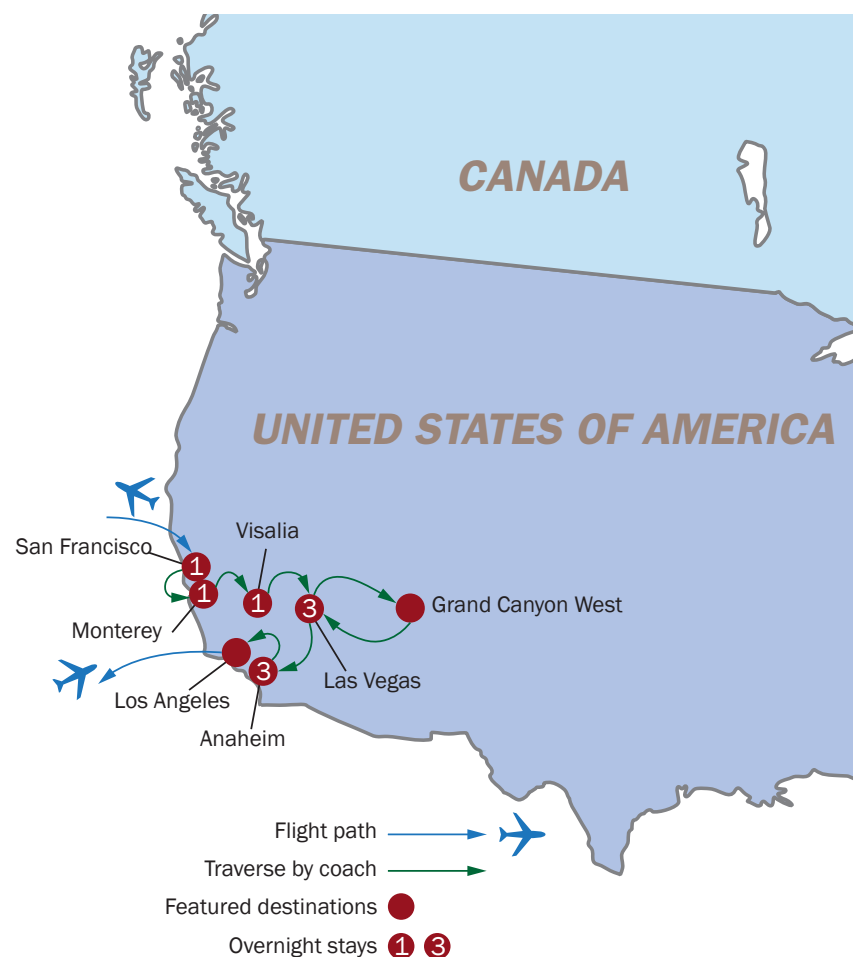 CANADA
UNITED STATES OF AMERICA
San Francisco
1
Visalia
1
Monterey
1
3
Grand Canyon West
Las Vegas
Los Angeles
3
Anaheim
Flight path
Traverse by coach
Featured destinations
Overnight stays 1 3